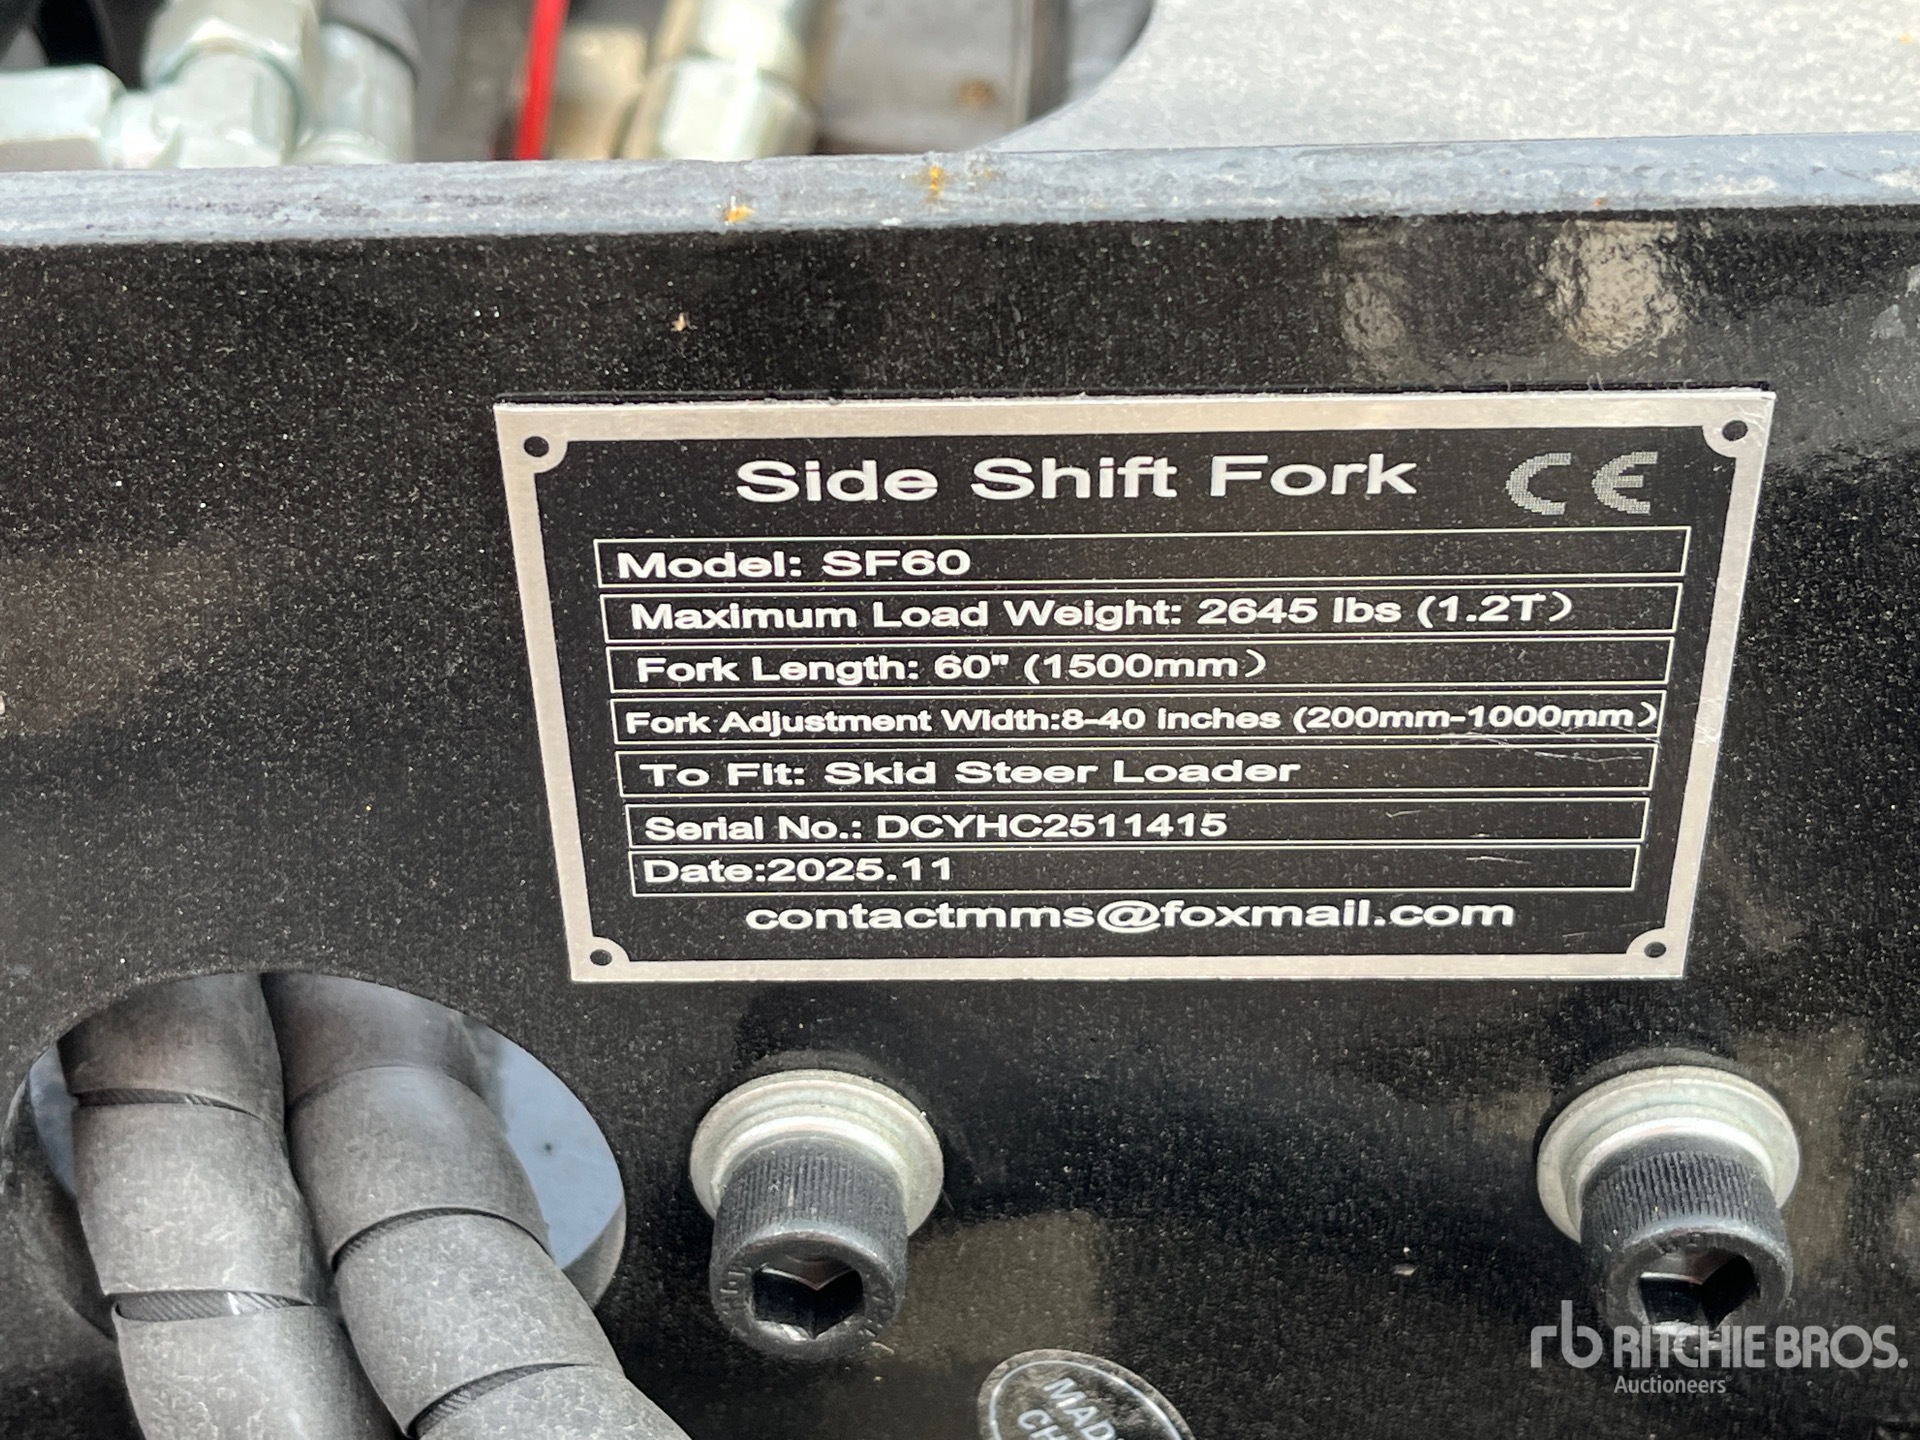 Side Shift Fork CE
Model: SF60
Maximum Load Weight: 2645 lbs (1.2T)
Fork Length: 60" (1500mm)
Fork Adjustment Width:8-40 inches (200mm-1000mm)
To Fit: Skid Steer Loader
Serial No.: DCYHC2511415
Date:2025.11
contactmms@foxmail.com
rb RITCHIE BROS.
Auctioneers